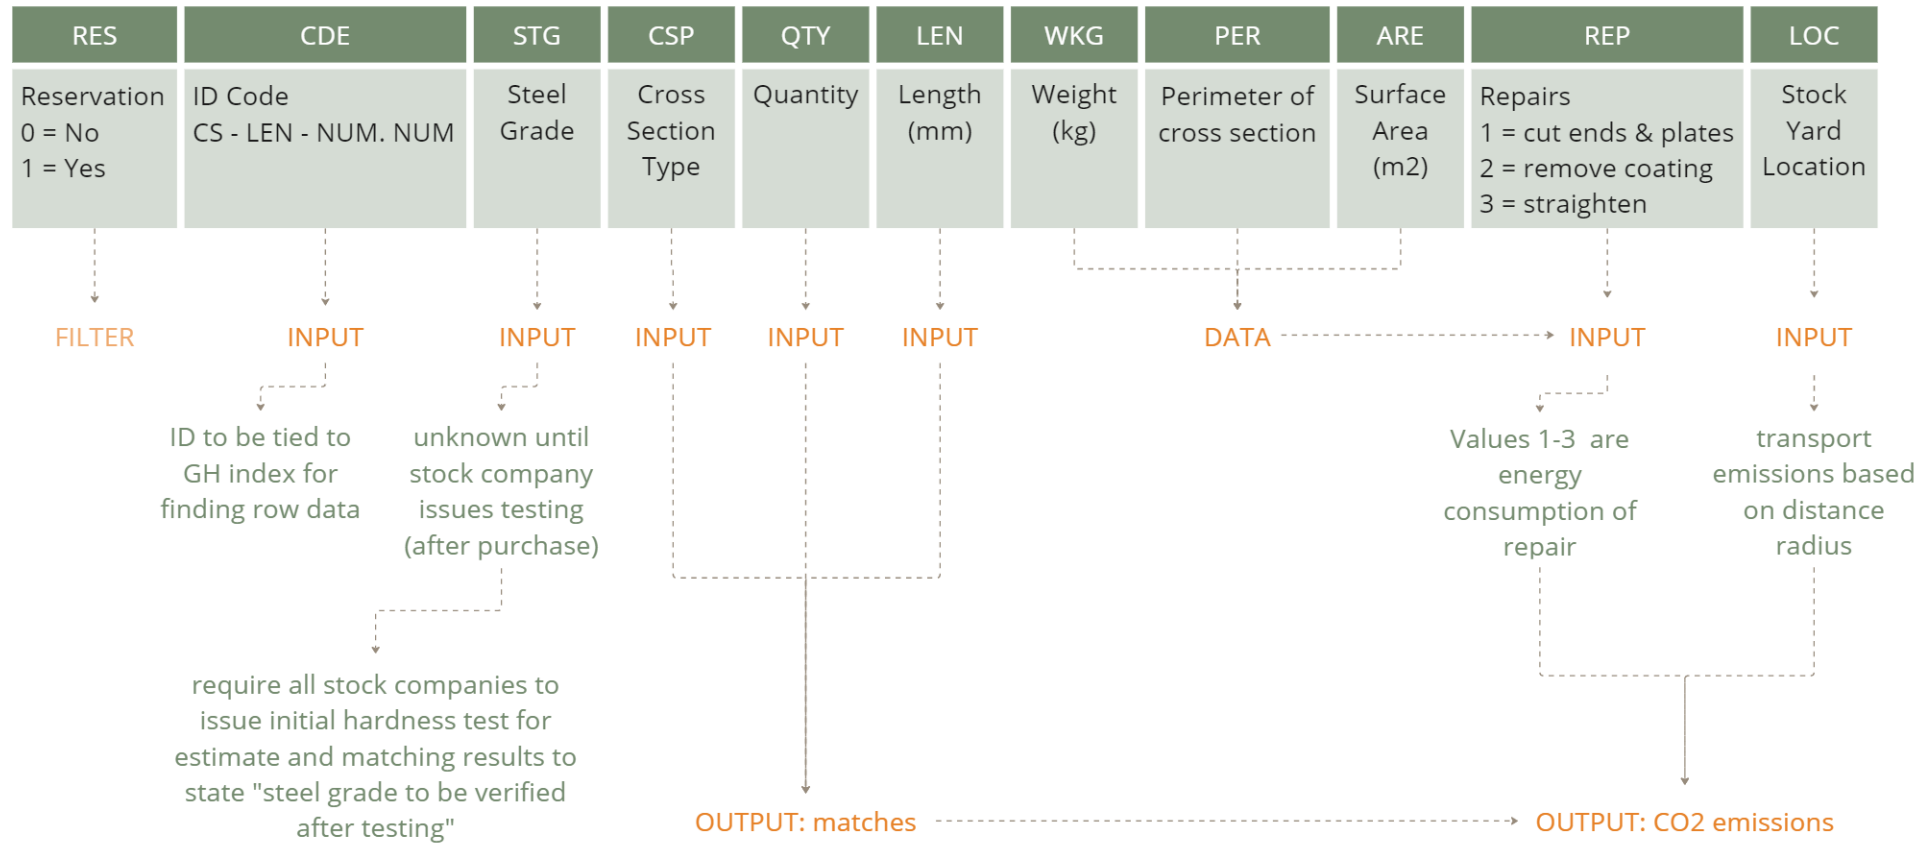 RES CDE STG CSP QTY LEN WKG PER ARE REP LOC
Reservation
0 = No
1 = Yes
ID Code
CS - LEN - NUM. NUM
Steel
Grade
Cross
Section
Type
Quantity
Length
(mm)
Weight
(kg)
Perimeter of
cross section
Surface
Area
(m2)
Repairs
1 = cut ends & plates
2 = remove coating
3 = straighten
Stock
Yard
Location
FILTER INPUT INPUT INPUT INPUT INPUT DATA INPUT INPUT
ID to be tied to
GH index for
finding row data
unknown until
stock company
issues testing
(after purchase)
Values 1-3 are
energy
consumption of
repair
transport
emissions based
on distance
radius
require all stock companies to
issue initial hardness test for
estimate and matching results to
state "steel grade to be verified
after testing"
OUTPUT: matches
OUTPUT: CO2 emissions